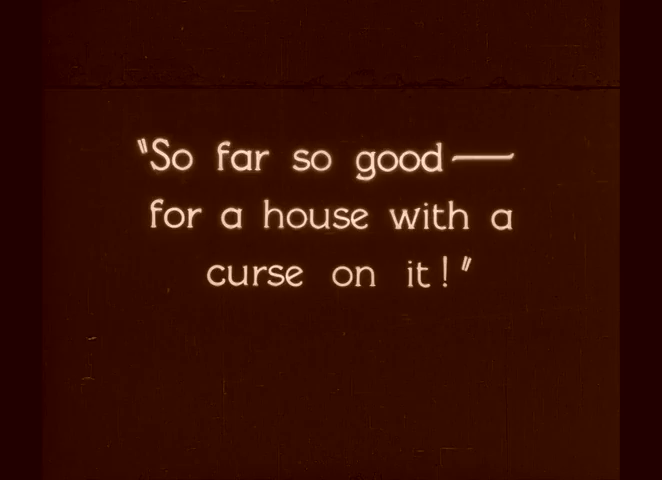 "So far so good—
for a house with a
curse on it!"